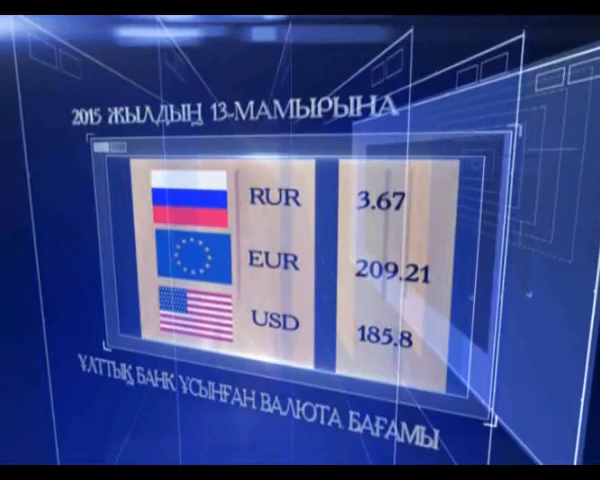 2015 ЖЫЛДЫҢ 13-МАМЫРЫНА
RUR 3.67
EUR 209.21
USD 185.8
ҰЛТТЫҚ БАНК ҰСЫНҒАН ВАЛЮТА БАҒАМЫ